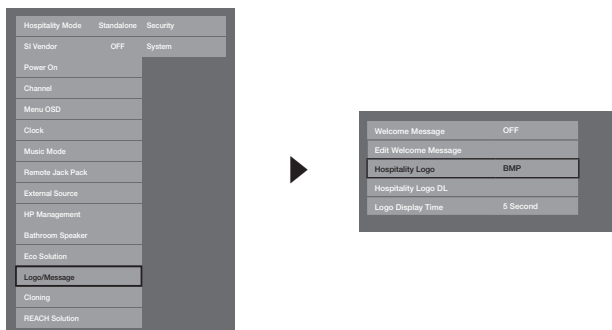 Hospitality Mode Standalone Security
SI Vendor OFF System
Power On
Channel
Menu OSD
Clock
Music Mode
Remote Jack Pack
External Source
HP Management
Bathroom Speaker
Eco Solution
Logo/Message
Cloning
REACH Solution
Welcome Message OFF
Edit Welcome Message
Hospitality Logo BMP
Hospitality Logo DL
Logo Display Time 5 Second